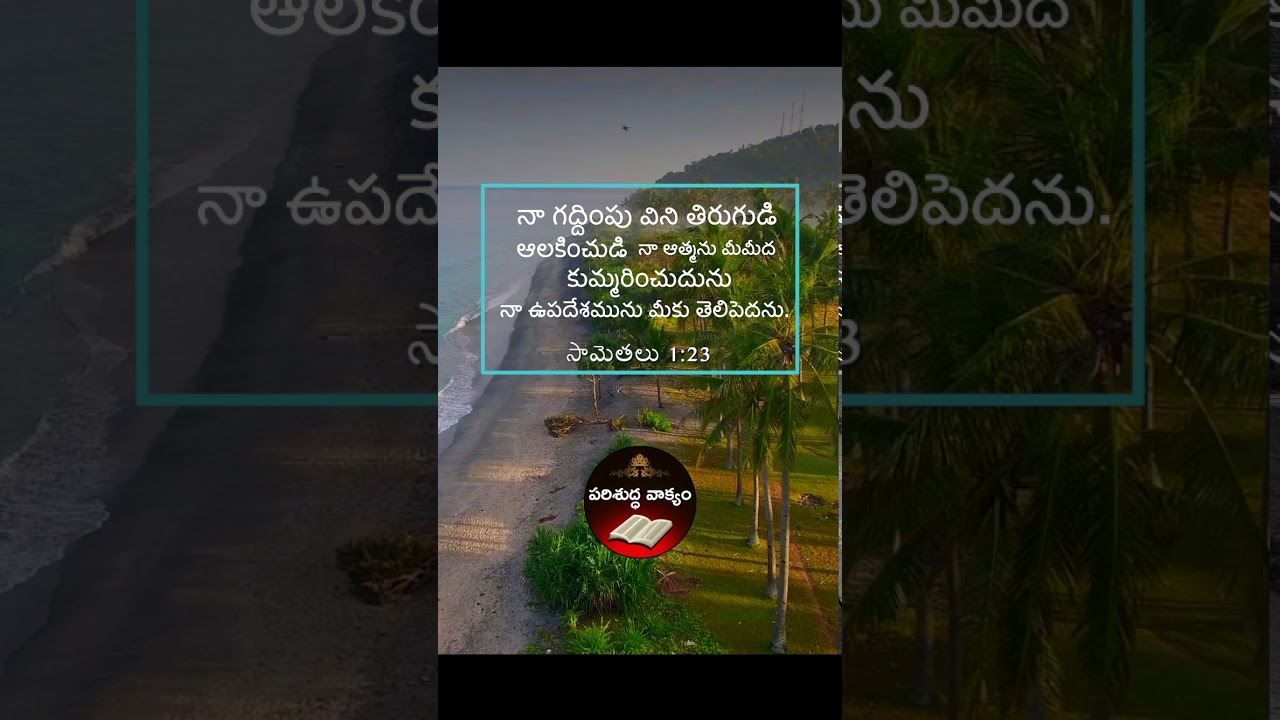 నా గద్దింపు విని తిరుగుడి
ఆలకించుడి నా ఆత్మను మీమీద
కుమ్మరించుదును
నా ఉపదేశమును మీకు తెలిపెదను.
సామెతలు 1:23
పరిశుద్ధ వాక్యం